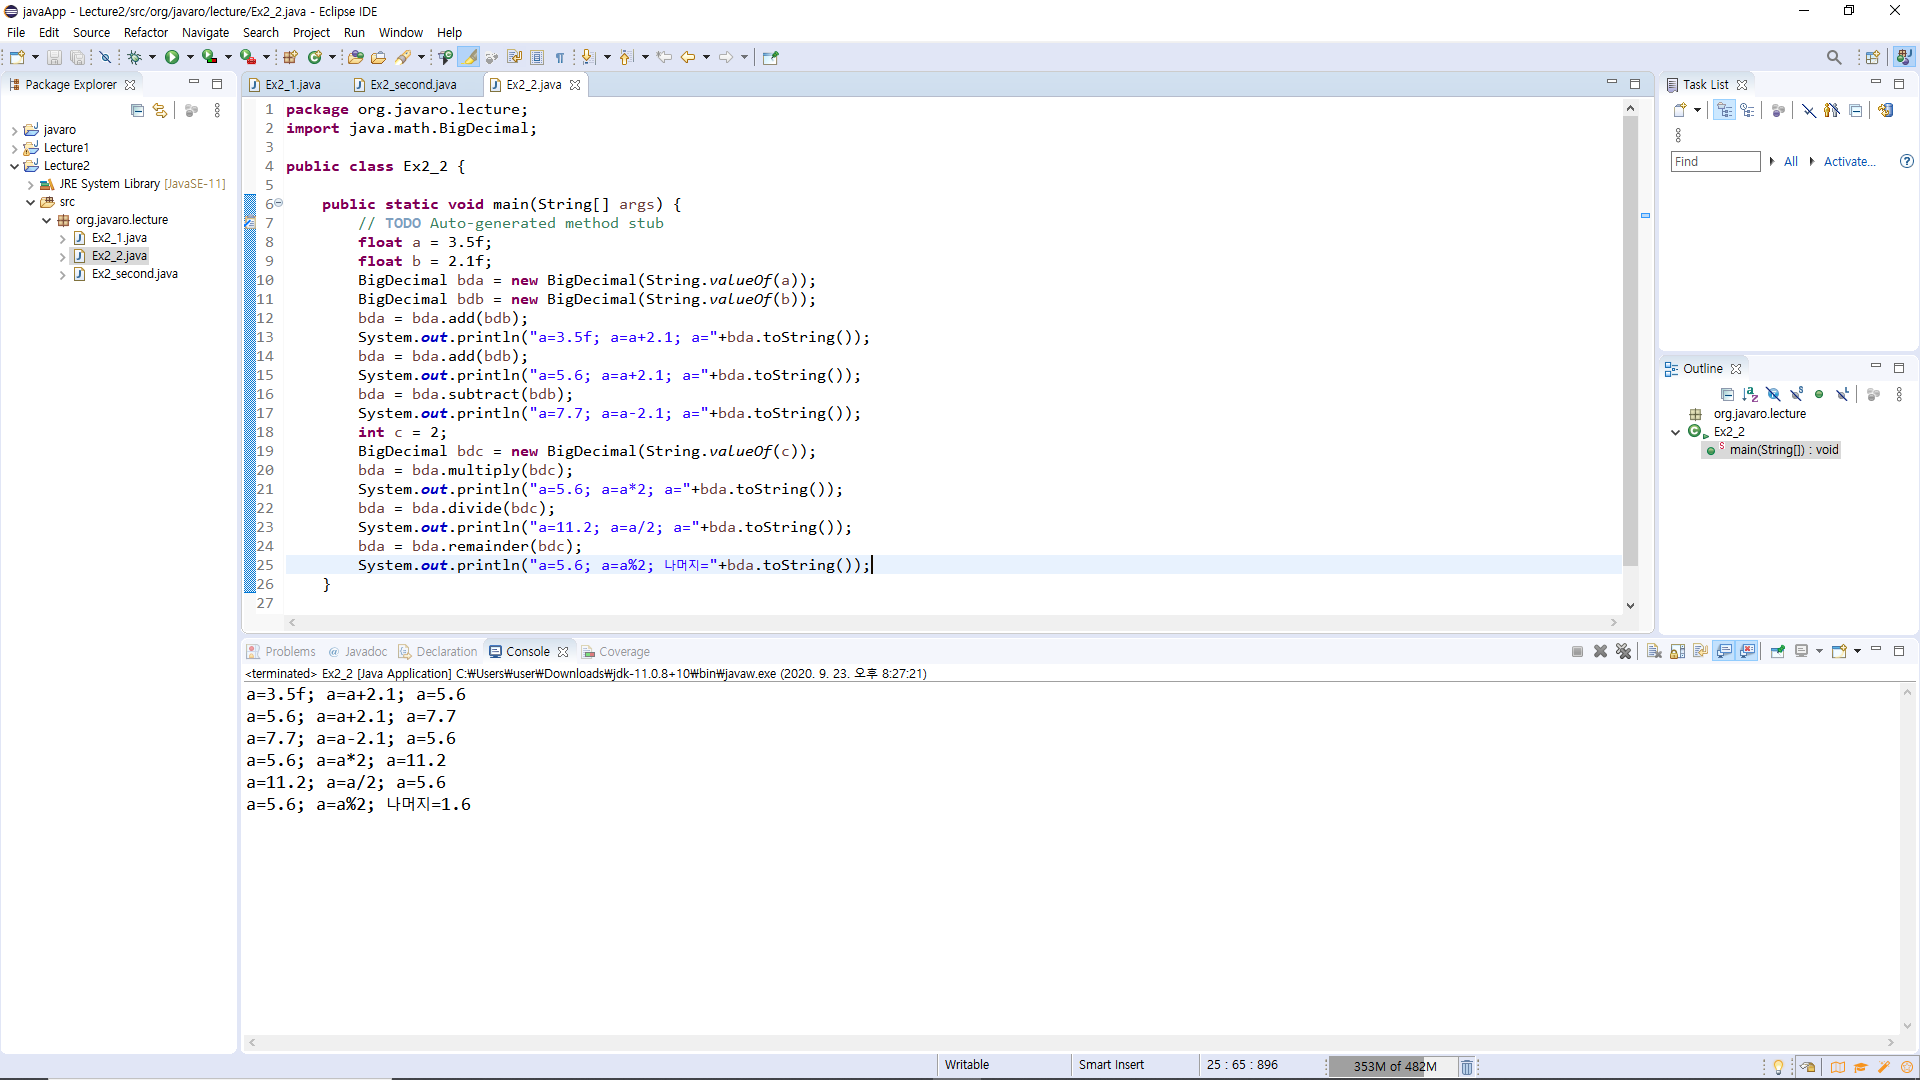 javaApp - Lecture2/src/org/javaro/lecture/Ex2_2.java - Eclipse IDE
File Edit Source Refactor Navigate Search Project Run Window Help
Package Explorer
javaro
Lecture1
Lecture2
JRE System Library [JavaSE-11]
src
org.javaro.lecture
Ex2_1.java
Ex2_2.java
Ex2_second.java
Ex2_1.java Ex2_second.java Ex2_2.java
1 package org.javaro.lecture;
2 import java.math.BigDecimal;
3
4 public class Ex2_2 {
5
6 public static void main(String[] args) {
7 // TODO Auto-generated method stub
8 float a = 3.5f;
9 float b = 2.1f;
10 BigDecimal bda = new BigDecimal(String.valueOf(a));
11 BigDecimal bdb = new BigDecimal(String.valueOf(b));
12 bda = bda.add(bdb);
13 System.out.println("a=3.5f; a=a+2.1; a="+bda.toString());
14 bda = bda.add(bdb);
15 System.out.println("a=5.6; a=a+2.1; a="+bda.toString());
16 bda = bda.subtract(bdb);
17 System.out.println("a=7.7; a=a-2.1; a="+bda.toString());
18 int c = 2;
19 BigDecimal bdc = new BigDecimal(String.valueOf(c));
20 bda = bda.multiply(bdc);
21 System.out.println("a=5.6; a=a*2; a="+bda.toString());
22 bda = bda.divide(bdc);
23 System.out.println("a=11.2; a=a/2; a="+bda.toString());
24 bda = bda.remainder(bdc);
25 System.out.println("a=5.6; a=a%2; 나머지="+bda.toString());
26 }
27
Task List
Find All Activate...
Outline
org.javaro.lecture
Ex2_2
main(String[]) : void
Problems Javadoc Declaration Console Coverage
<terminated> Ex2_2 [Java Application] C:₩Users₩user₩Downloads₩jdk-11.0.8+10₩bin₩javaw.exe (2020. 9. 23. 오후 8:27:21)
a=3.5f; a=a+2.1; a=5.6
a=5.6; a=a+2.1; a=7.7
a=7.7; a=a-2.1; a=5.6
a=5.6; a=a*2; a=11.2
a=11.2; a=a/2; a=5.6
a=5.6; a=a%2; 나머지=1.6
Writable Smart Insert 25 : 65 : 896 353M of 482M